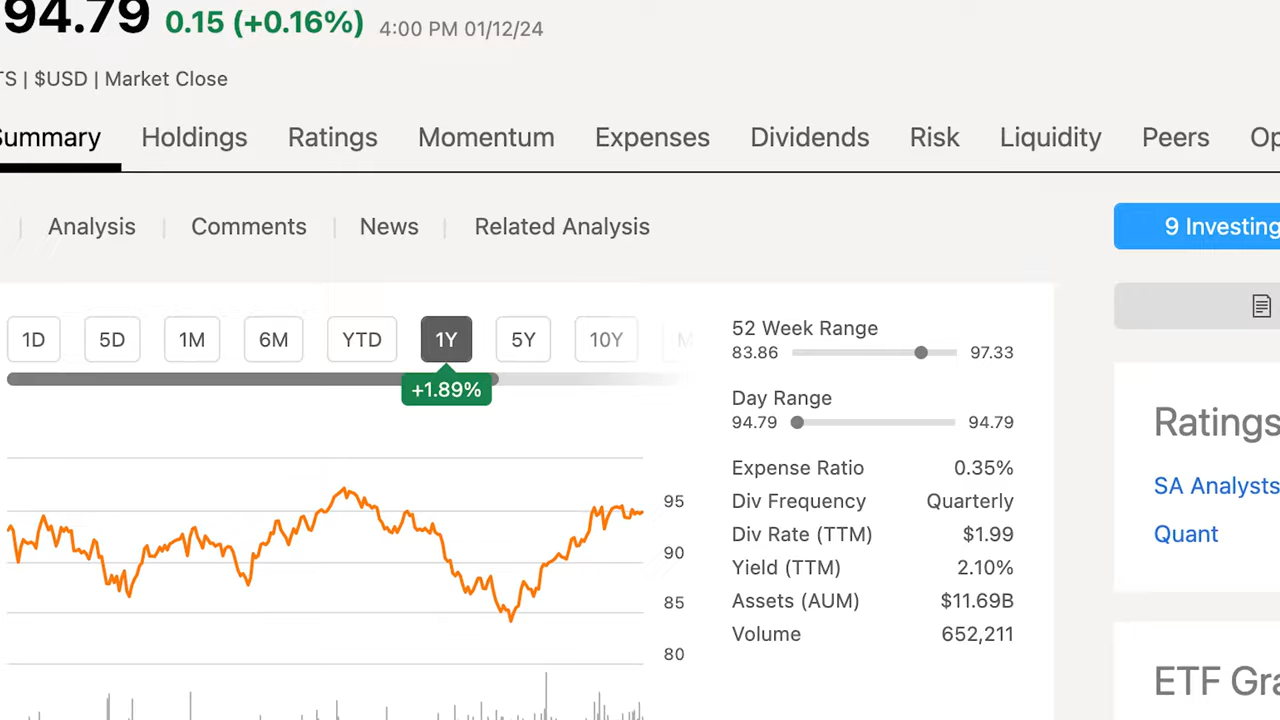 94.79 0.15 (+0.16%) 4:00 PM 01/12/24
| $USD | Market Close
Summary Holdings Ratings Momentum Expenses Dividends Risk Liquidity Peers
| Analysis | Comments | News | Related Analysis
9 Investing
1D 5D 1M 6M YTD 1Y 5Y 10Y M
+1.89%
52 Week Range
83.86 97.33
Day Range
94.79 94.79
Expense Ratio 0.35%
Div Frequency Quarterly
Div Rate (TTM) $1.99
Yield (TTM) 2.10%
Assets (AUM) $11.69B
Volume 652,211
95
90
85
80
Ratings
SA Analysts
Quant
ETF Gra